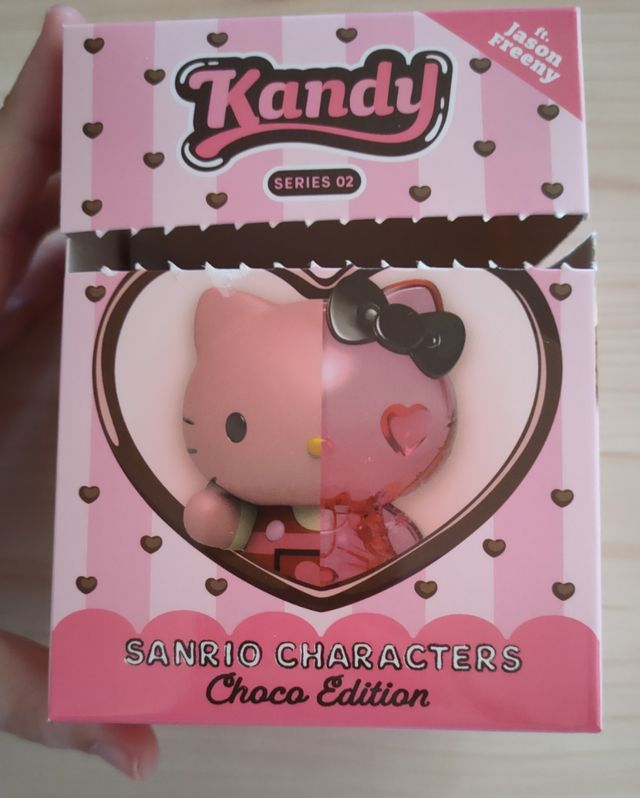 ft.
Jason
Freeny
Kandy
SERIES 02
SANRIO CHARACTERS
Choco Edition